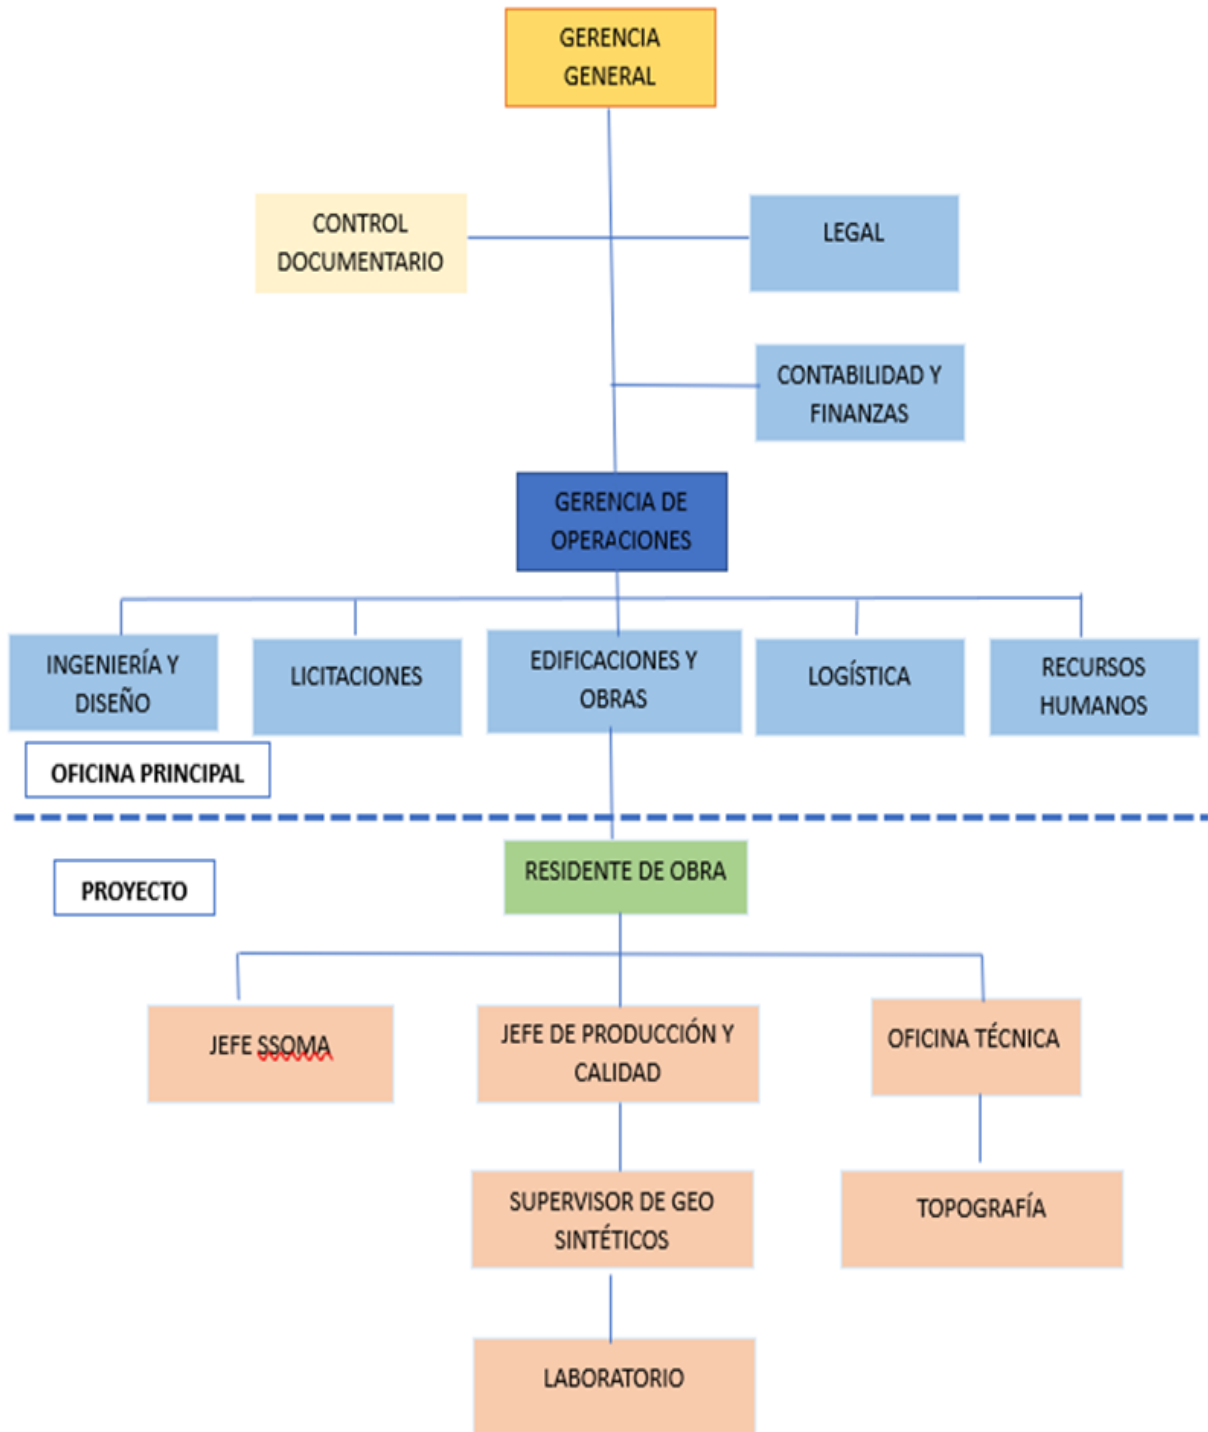 GERENCIA
GENERAL
CONTROL
DOCUMENTARIO
LEGAL
CONTABILIDAD Y
FINANZAS
GERENCIA DE
OPERACIONES
INGENIERÍA Y
DISEÑO
LICITACIONES
EDIFICACIONES Y
OBRAS
LOGÍSTICA
RECURSOS
HUMANOS
OFICINA PRINCIPAL
PROYECTO
RESIDENTE DE OBRA
JEFE SSOMA
JEFE DE PRODUCCIÓN Y
CALIDAD
OFICINA TÉCNICA
SUPERVISOR DE GEO
SINTÉTICOS
TOPOGRAFÍA
LABORATORIO